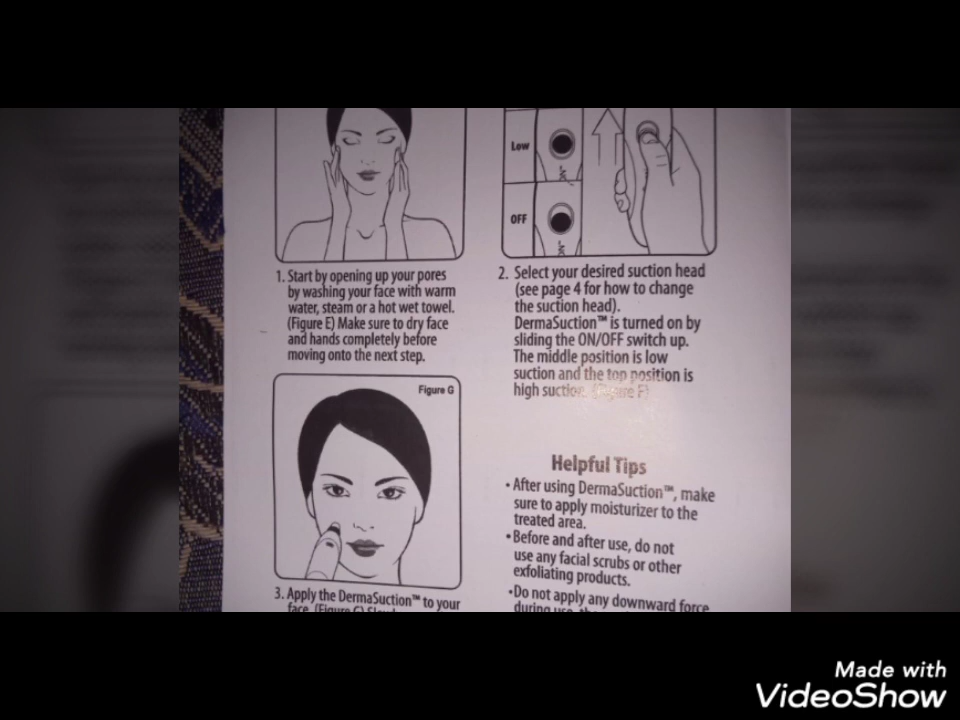 Low
OFF
1. Start by opening up your pores
by washing your face with warm
water, steam or a hot wet towel.
(Figure E) Make sure to dry face
and hands completely before
moving onto the next step.
2. Select your desired suction head
(see page 4 for how to change
the suction head).
DermaSuction™ is turned on by
sliding the ON/OFF switch up.
The middle position is low
suction and the top position is
high suction. (Figure F)
Figure G
3. Apply the DermaSuction™ to your
face. (Figure G)
Helpful Tips
• After using DermaSuction™, make
sure to apply moisturizer to the
treated area.
• Before and after use, do not
use any facial scrubs or other
exfoliating products.
• Do not apply any downward force
during use,
Made with
VideoShow